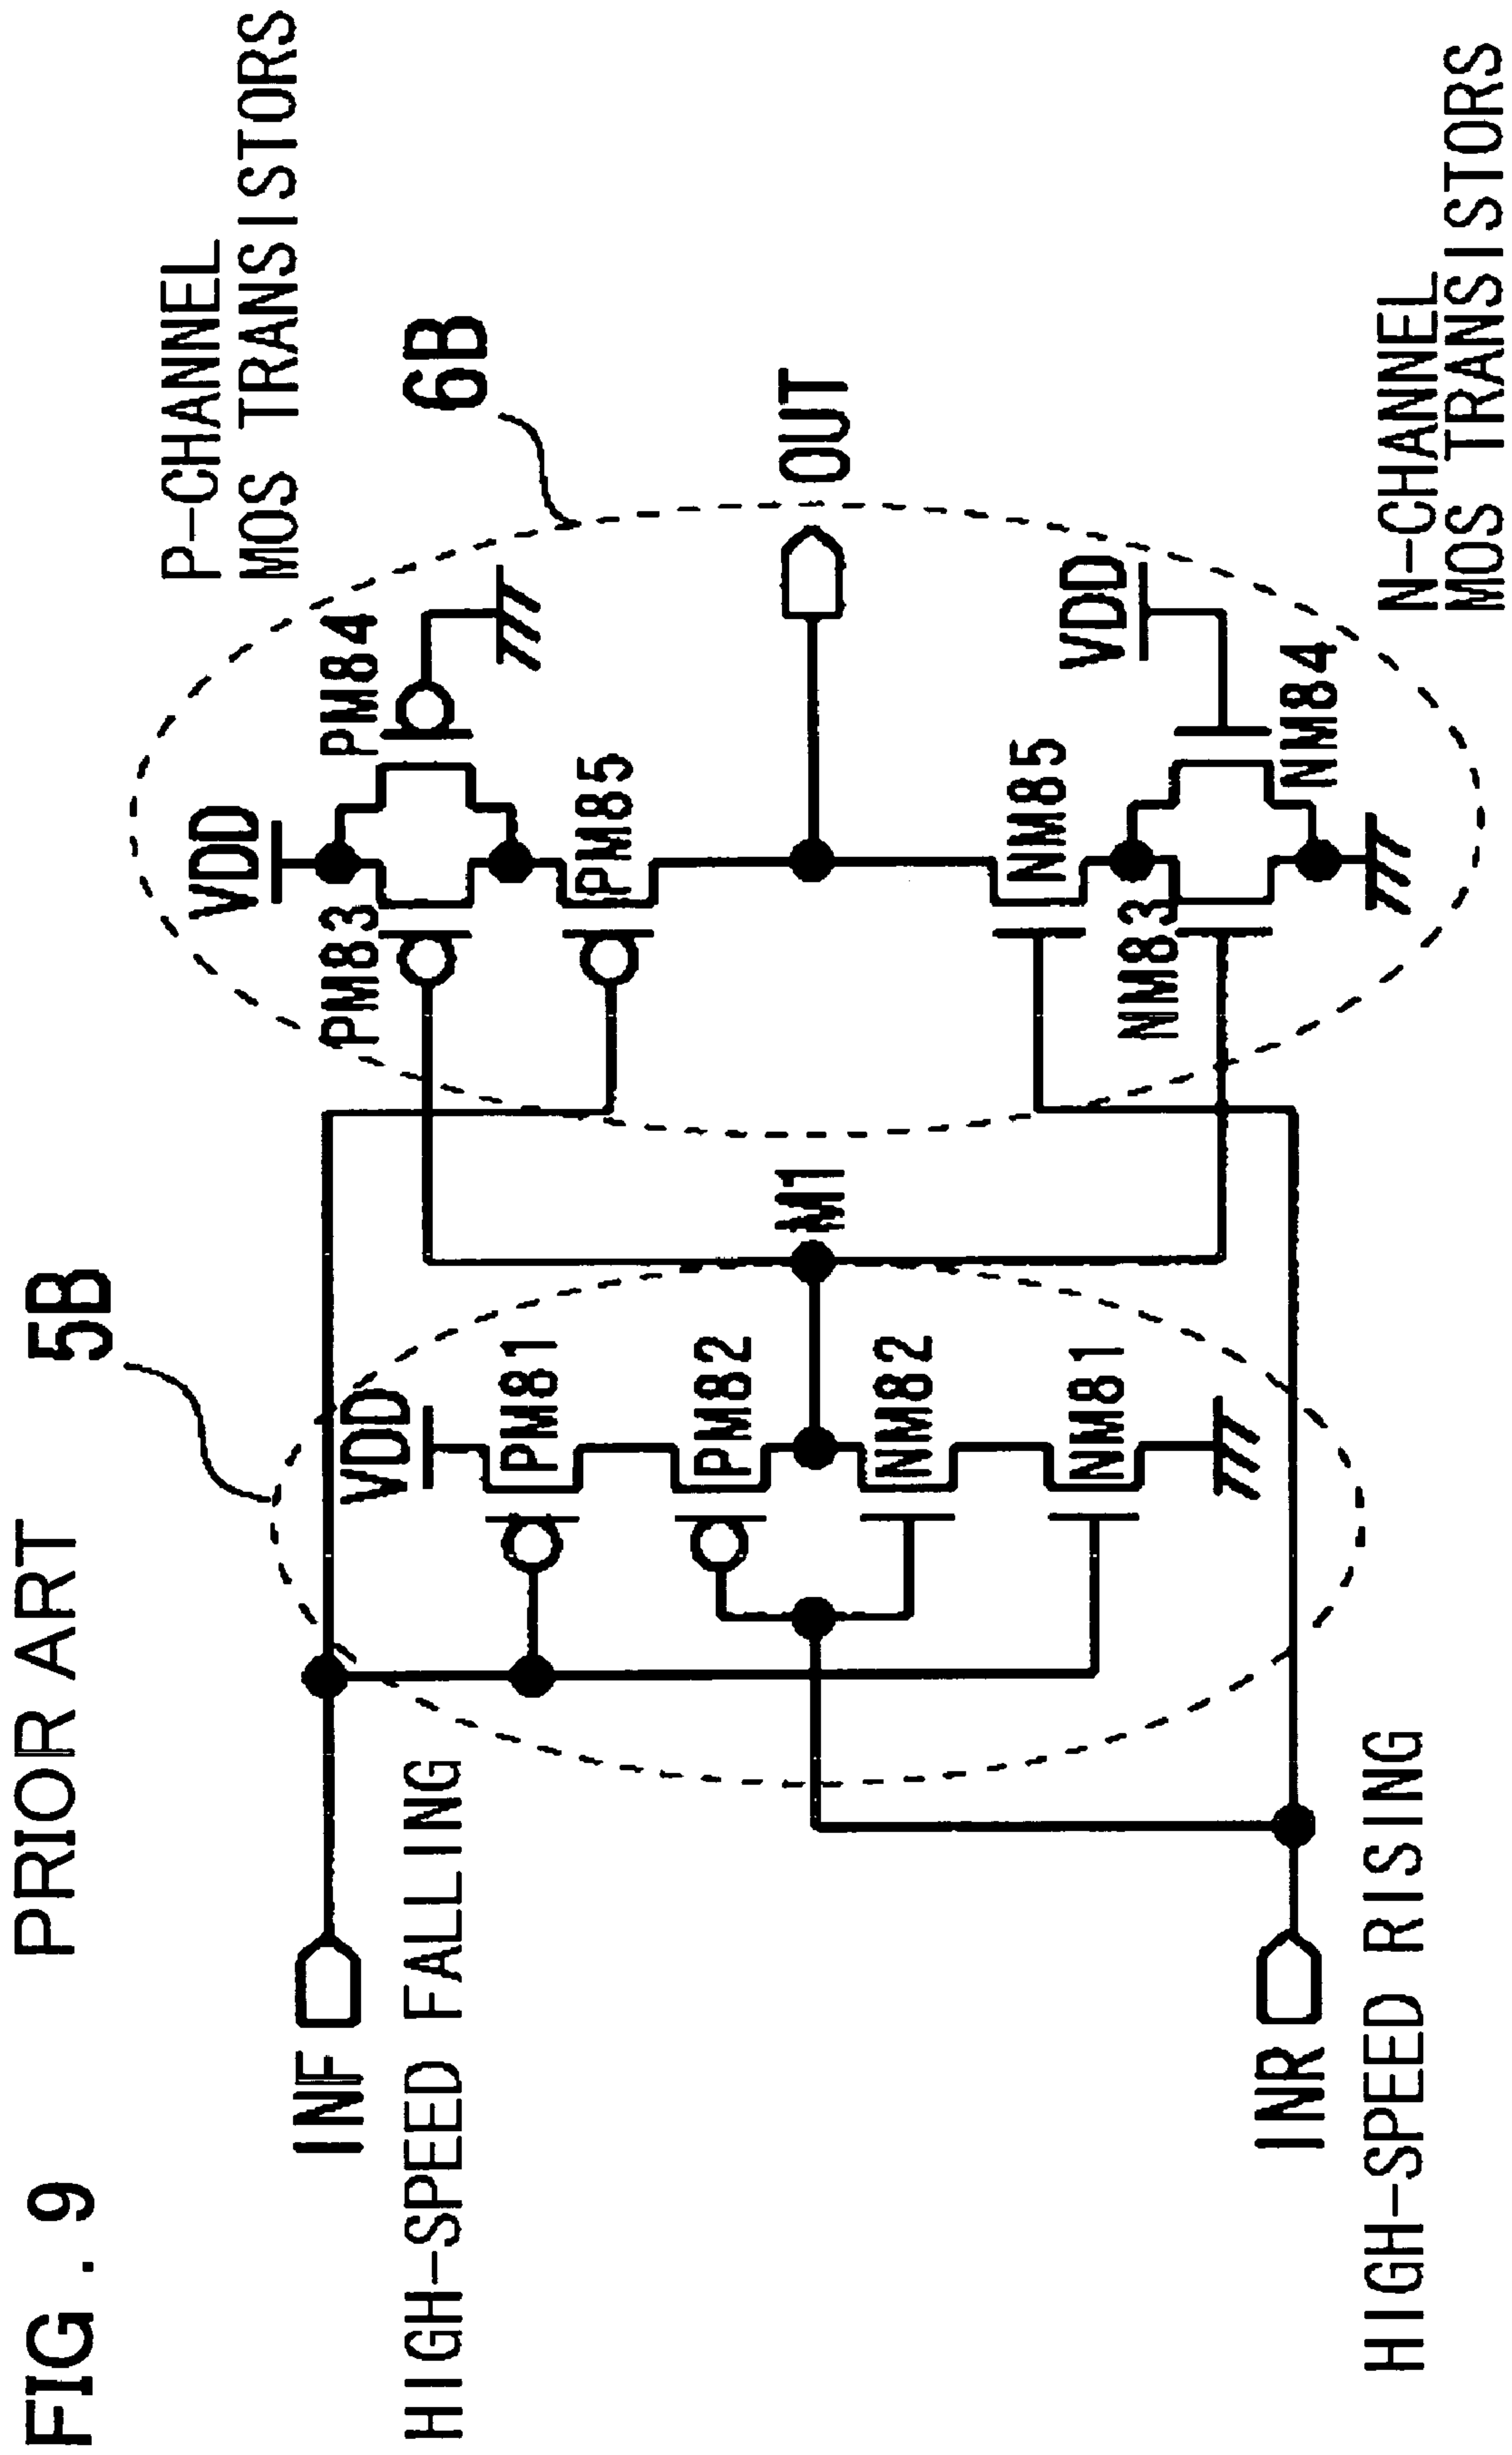 FIG. 9 PRIOR ART
5B
P-CHANNEL
MOS TRANSISTORS
6B
INF
HIGH-SPEED FALLING
VDD
PM81
PM82
NM82
NM81
M1
VDD
PM83
PM84
PM85
OUT
NM85
VDD
NM83
NM84
INR
HIGH-SPEED RISING
N-CHANNEL
MOS TRANSISTORS